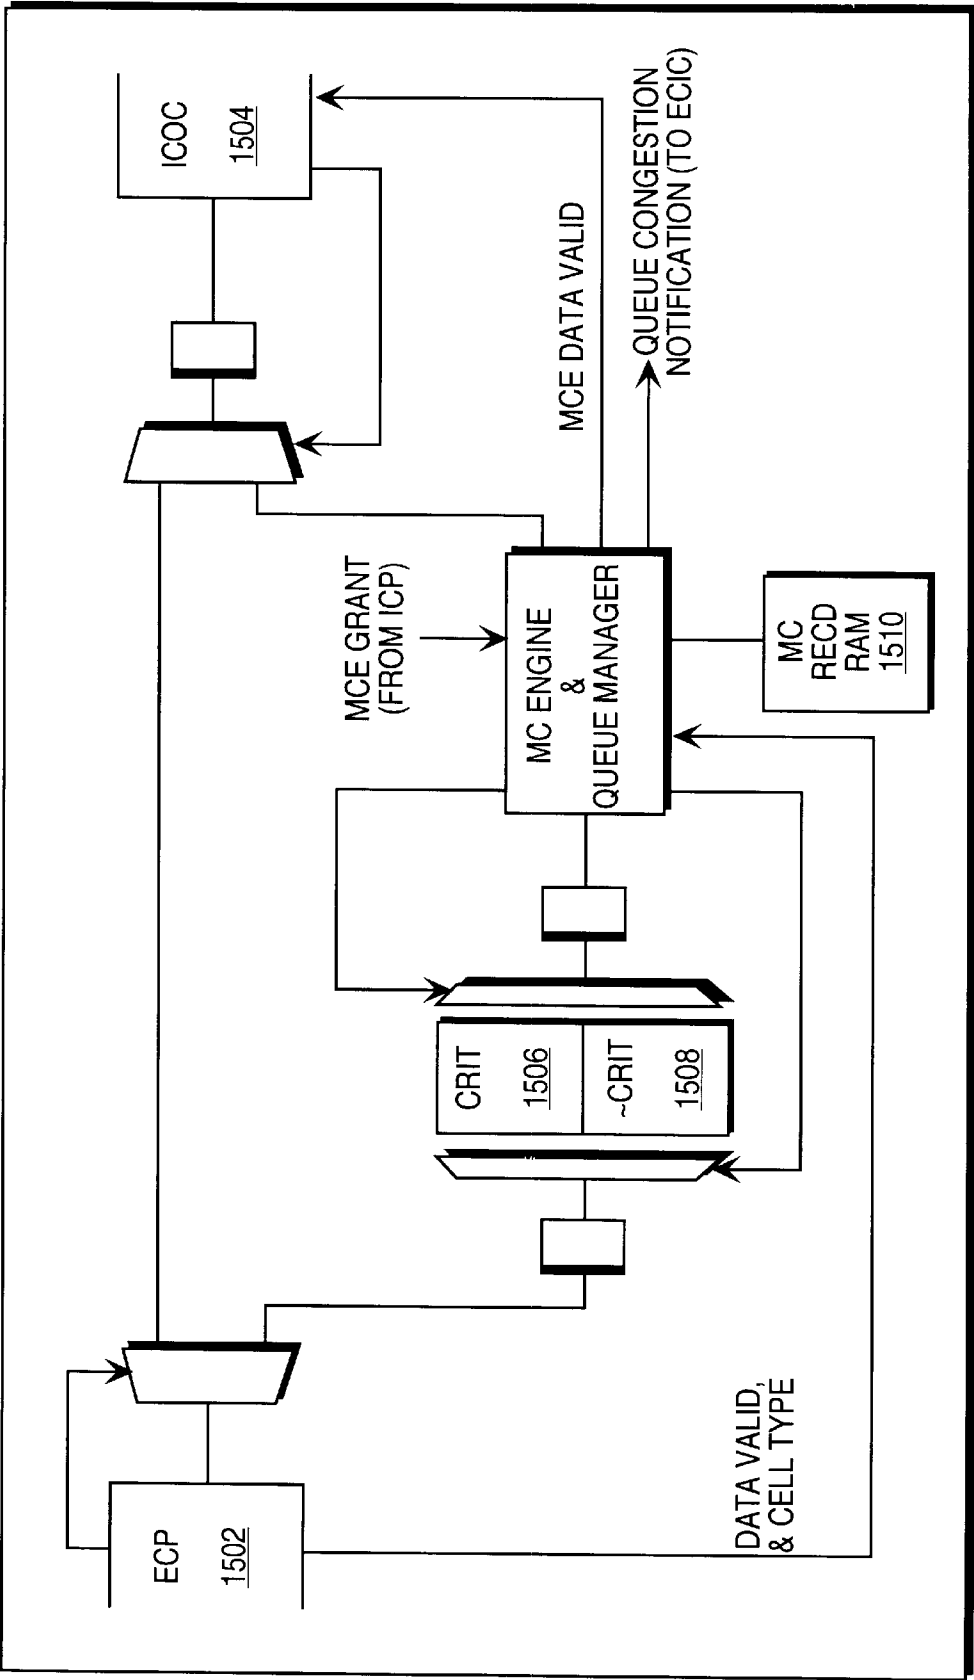 ECP
1502
DATA VALID,
& CELL TYPE
CRIT
1506
~CRIT
1508
MCE GRANT
(FROM ICP)
MC ENGINE
&
QUEUE MANAGER
MC
RECD
RAM
1510
MCE DATA VALID
QUEUE CONGESTION
NOTIFICATION (TO ECIC)
ICOC
1504